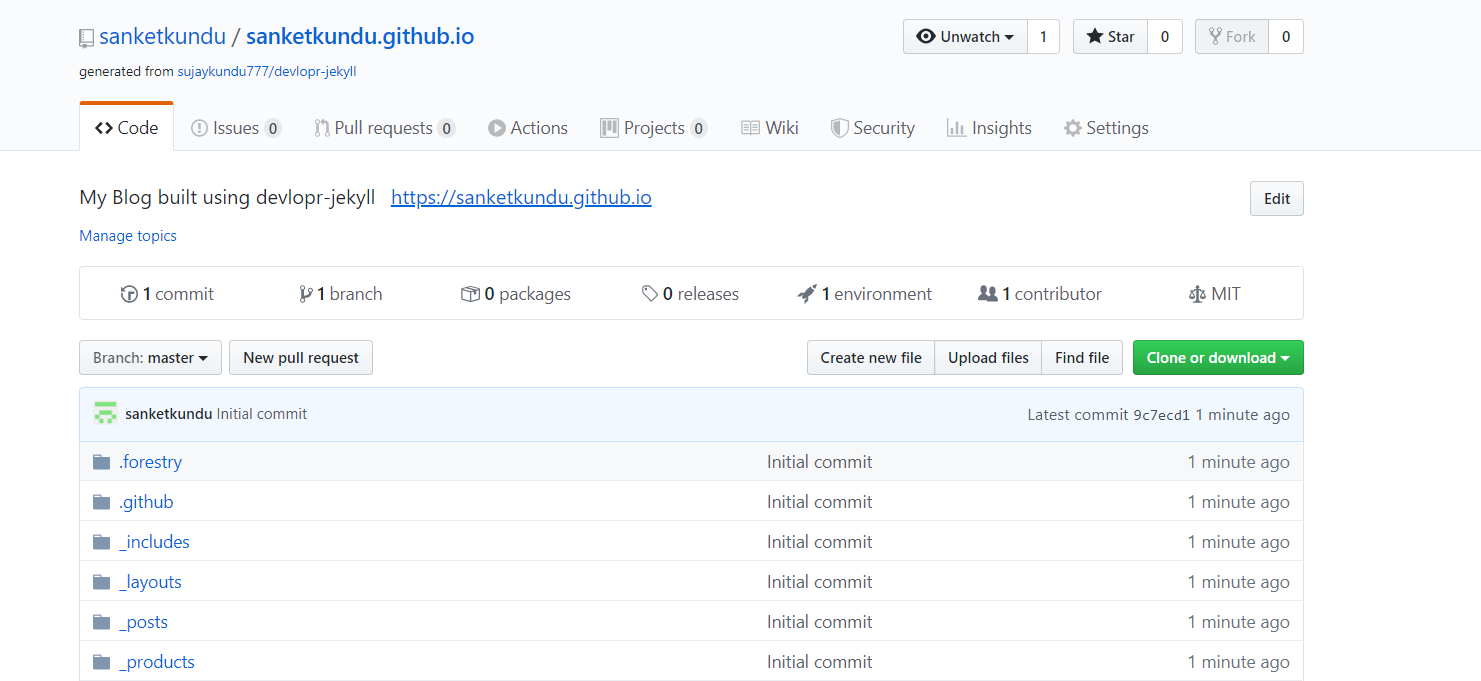 sanketkundu / sanketkundu.github.io Unwatch 1 Star 0 Fork 0
generated from sujaykundu777/devlopr-jekyll
Code Issues 0 Pull requests 0 Actions Projects 0 Wiki Security Insights Settings
My Blog built using devlopr-jekyll https://sanketkundu.github.io Edit
Manage topics
1 commit 1 branch 0 packages 0 releases 1 environment 1 contributor MIT
Branch: master New pull request Create new file Upload files Find file Clone or download
sanketkundu Initial commit Latest commit 9c7ecd1 1 minute ago
.forestry Initial commit 1 minute ago
.github Initial commit 1 minute ago
_includes Initial commit 1 minute ago
_layouts Initial commit 1 minute ago
_posts Initial commit 1 minute ago
_products Initial commit 1 minute ago